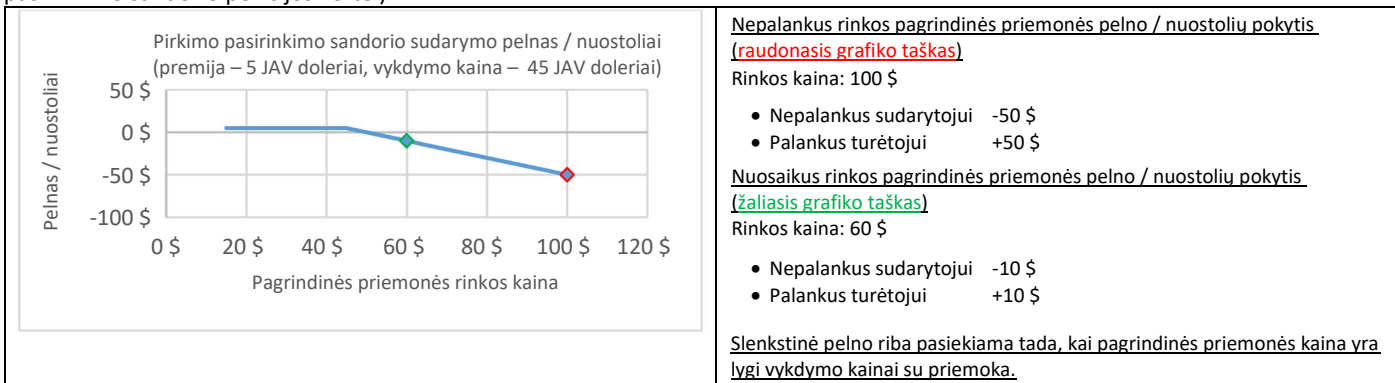 Pirkimo pasirinkimo sandorio sudarymo pelnas / nuostoliai
(premija – 5 JAV doleriai, vykdymo kaina – 45 JAV doleriai)
Pelnas / nuostoliai
50 $
0 $
-50 $
-100 $
0 $ 20 $ 40 $ 60 $ 80 $ 100 $ 120 $
Pagrindinės priemonės rinkos kaina
Nepalankus rinkos pagrindinės priemonės pelno / nuostolių pokytis
(raudonasis grafiko taškas)
Rinkos kaina: 100 $
• Nepalankus sudarytojui -50 $
• Palankus turėtojui +50 $
Nuosaikus rinkos pagrindinės priemonės pelno / nuostolių pokytis
(žaliasis grafiko taškas)
Rinkos kaina: 60 $
• Nepalankus sudarytojui -10 $
• Palankus turėtojui +10 $
Slenkstinė pelno riba pasiekiama tada, kai pagrindinės priemonės kaina yra
lygi vykdymo kainai su priemoka.